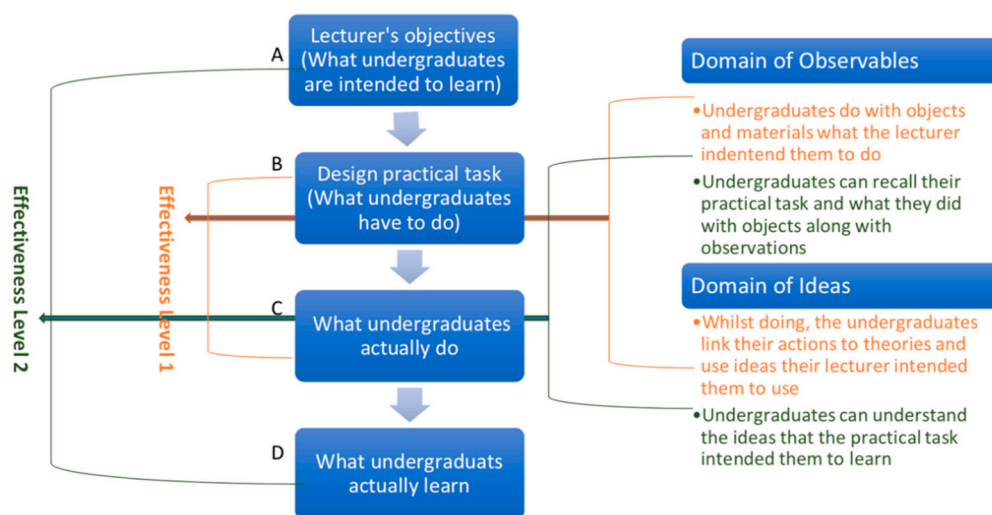 A
Lecturer's objectives
(What undergraduates
are intended to learn)
B
Design practical task
(What undergraduates
have to do)
C
What undergraduates
actually do
D
What undergraduats
actually learn
Effectiveness Level 2
Effectiveness Level 1
Domain of Observables
•Undergraduates do with objects
and materials what the lecturer
indentend them to do
•Undergraduates can recall their
practical task and what they did
with objects along with
observations
Domain of Ideas
•Whilst doing, the undergraduates
link their actions to theories and
use ideas their lecturer intended
them to use
•Undergraduates can understand
the ideas that the practical task
intended them to learn